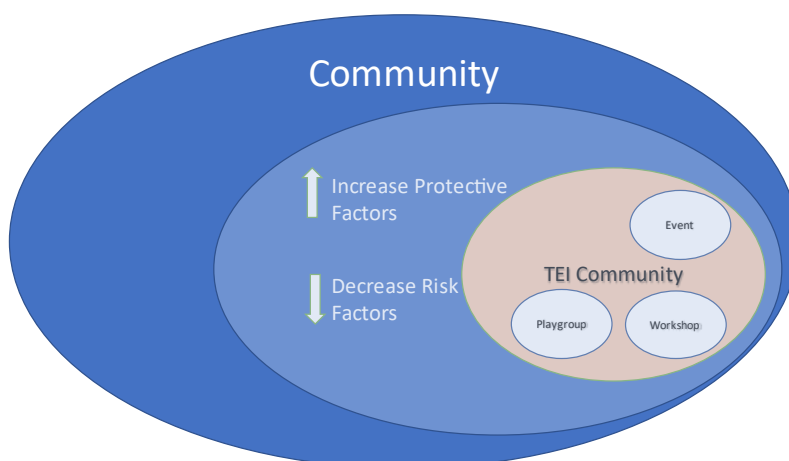 Community
Increase Protective
Factors
Event
TEI Community
Decrease Risk
Factors
Playgroup
Workshop